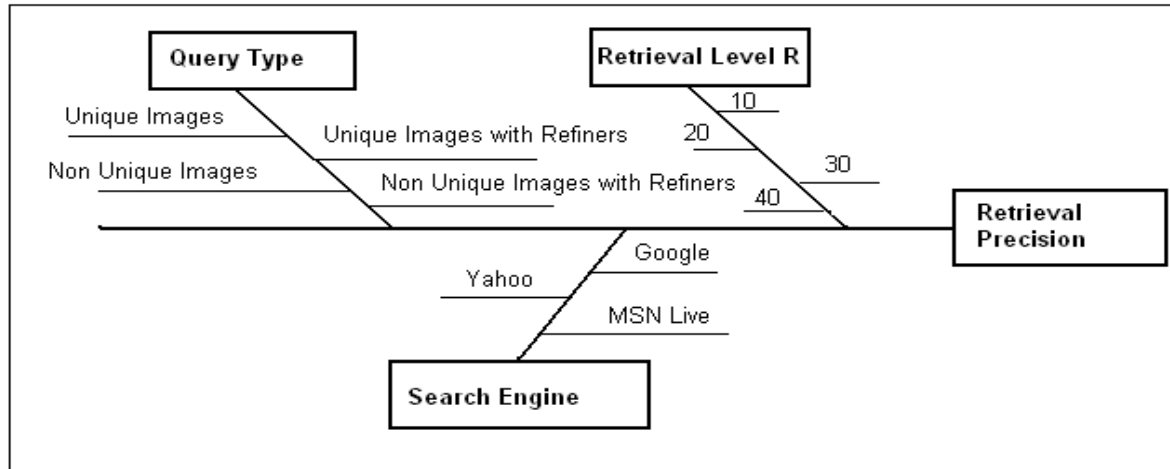 Query Type
Retrieval Level R
Unique Images
Unique Images with Refiners
Non Unique Images
Non Unique Images with Refiners
10
20
30
40
Retrieval
Precision
Google
Yahoo
MSN Live
Search Engine